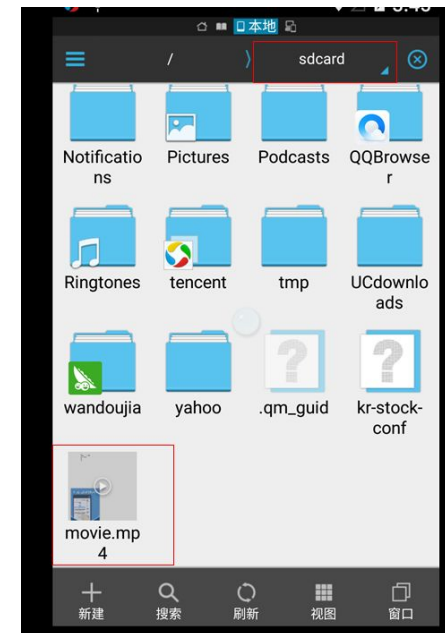 本地
/
sdcard
Notificatio
ns
Pictures
Podcasts
QQBrowse
r
Ringtones
tencent
tmp
UCdownlo
ads
wandoujia
yahoo
.qm_guid
kr-stock-
conf
movie.mp
4
新建
搜索
刷新
视图
窗口